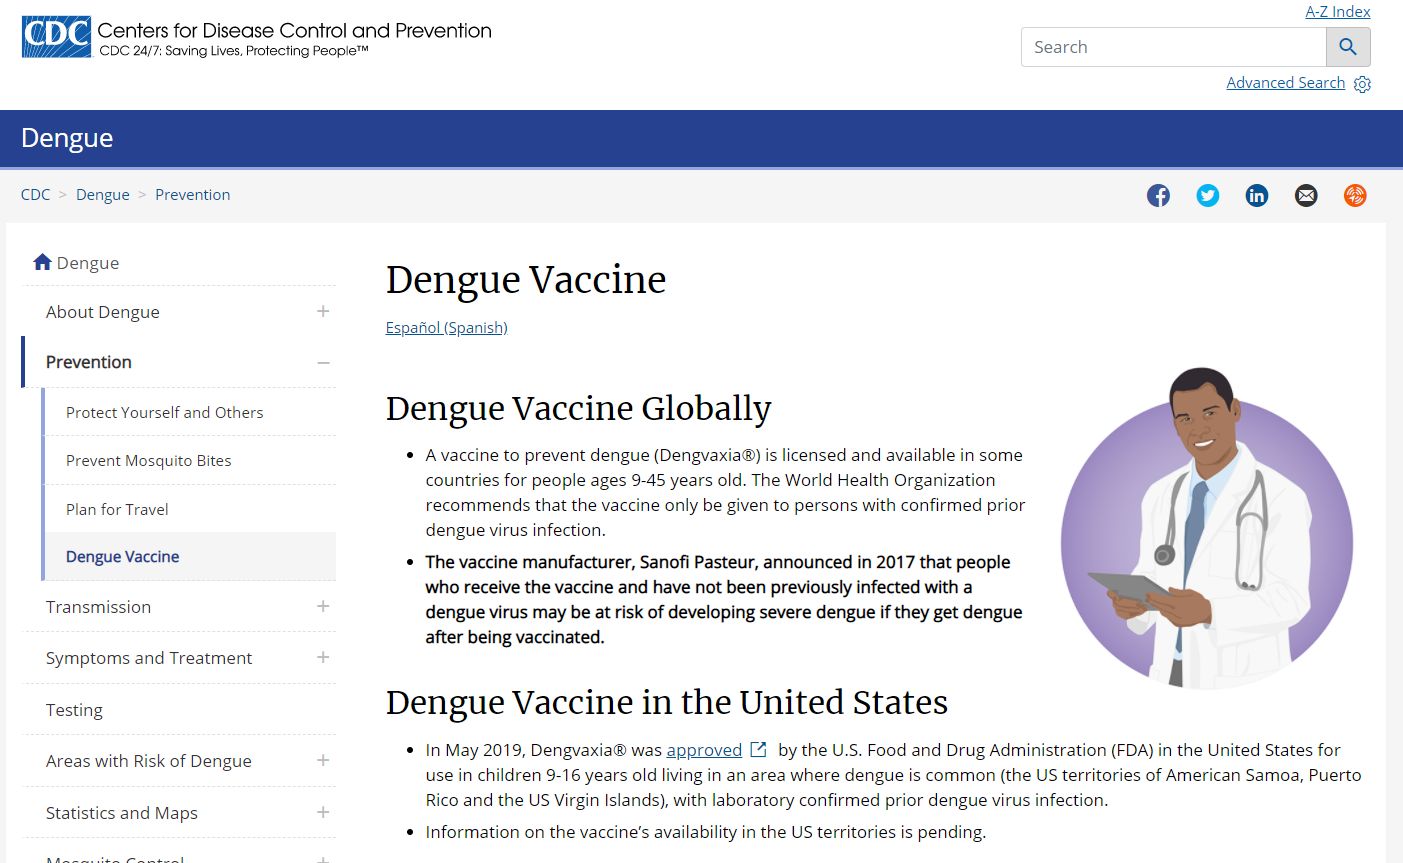 CDC Centers for Disease Control and Prevention
CDC 24/7: Saving Lives, Protecting People™
A-Z Index
Search
Advanced Search
Dengue
CDC > Dengue > Prevention
Dengue
About Dengue +
Prevention −
Protect Yourself and Others
Prevent Mosquito Bites
Plan for Travel
Dengue Vaccine
Transmission +
Symptoms and Treatment +
Testing
Areas with Risk of Dengue +
Statistics and Maps +
Mosquito Control +
Dengue Vaccine
Español (Spanish)
Dengue Vaccine Globally
• A vaccine to prevent dengue (Dengvaxia®) is licensed and available in some
countries for people ages 9-45 years old. The World Health Organization
recommends that the vaccine only be given to persons with confirmed prior
dengue virus infection.
• The vaccine manufacturer, Sanofi Pasteur, announced in 2017 that people
who receive the vaccine and have not been previously infected with a
dengue virus may be at risk of developing severe dengue if they get dengue
after being vaccinated.
Dengue Vaccine in the United States
• In May 2019, Dengvaxia® was approved by the U.S. Food and Drug Administration (FDA) in the United States for
use in children 9-16 years old living in an area where dengue is common (the US territories of American Samoa, Puerto
Rico and the US Virgin Islands), with laboratory confirmed prior dengue virus infection.
• Information on the vaccine's availability in the US territories is pending.